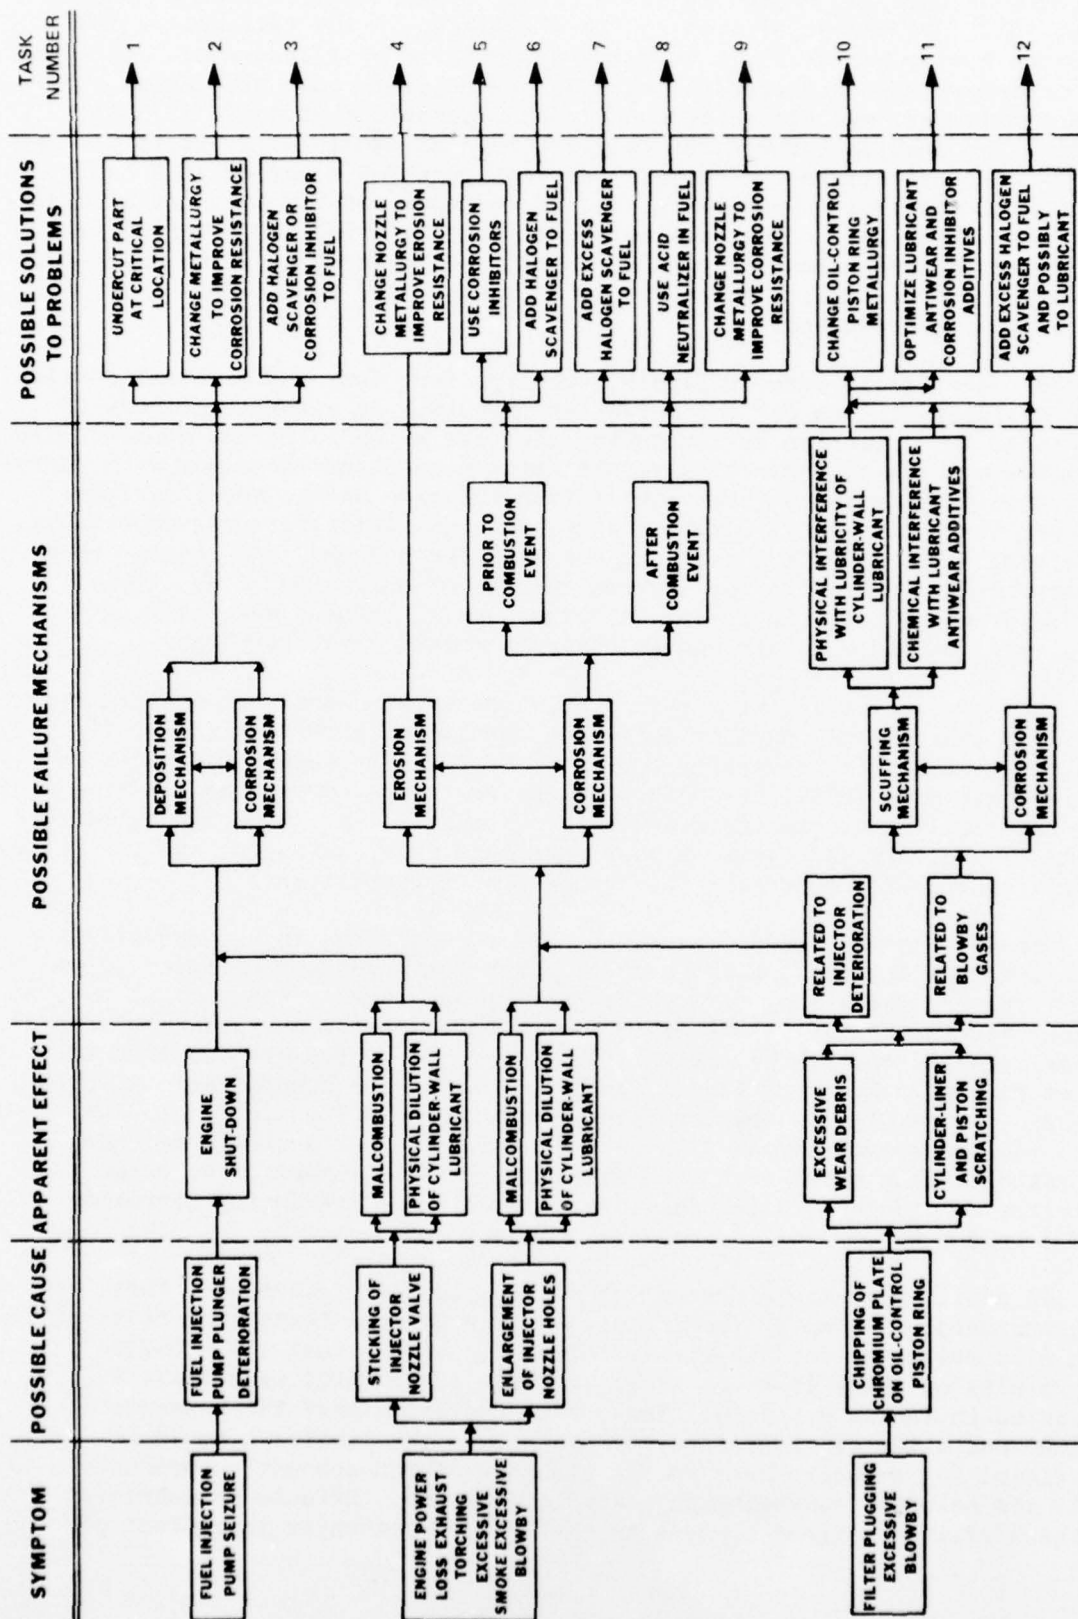 SYMPTOM
POSSIBLE CAUSE
APPARENT EFFECT
POSSIBLE FAILURE MECHANISMS
POSSIBLE SOLUTIONS
TO PROBLEMS
TASK
NUMBER
FUEL INJECTION
PUMP SEIZURE
FUEL INJECTION
PUMP PLUNGER
DETERIORATION
ENGINE
SHUT-DOWN
DEPOSITION
MECHANISM
CORROSION
MECHANISM
UNDERCUT PART
AT CRITICAL
LOCATION
1
CHANGE METALLURGY
TO IMPROVE
CORROSION RESISTANCE
2
ADD HALOGEN
SCAVENGER OR
CORROSION INHIBITOR
TO FUEL
3
ENGINE POWER
LOSS EXHAUST
TORCHING
EXCESSIVE
SMOKE EXCESSIVE
BLOWBY
STICKING OF
INJECTOR
NOZZLE VALVE
MALCOMBUSTION
PHYSICAL DILUTION
OF CYLINDER-WALL
LUBRICANT
ENLARGEMENT
OF INJECTOR
NOZZLE HOLES
MALCOMBUSTION
PHYSICAL DILUTION
OF CYLINDER-WALL
LUBRICANT
EROSION
MECHANISM
CORROSION
MECHANISM
PRIOR TO
COMBUSTION
EVENT
AFTER
COMBUSTION
EVENT
CHANGE NOZZLE
METALLURGY TO
IMPROVE EROSION
RESISTANCE
4
USE CORROSION
INHIBITORS
5
ADD HALOGEN
SCAVENGER TO FUEL
6
ADD EXCESS
HALOGEN SCAVENGER
TO FUEL
7
USE ACID
NEUTRALIZER IN FUEL
8
CHANGE NOZZLE
METALLURGY TO
IMPROVE CORROSION
RESISTANCE
9
FILTER PLUGGING
EXCESSIVE
BLOWBY
CHIPPING OF
CHROMIUM PLATE
ON OIL-CONTROL
PISTON RING
EXCESSIVE
WEAR DEBRIS
CYLINDER-LINER
AND PISTON
SCRATCHING
RELATED TO
INJECTOR
DETERIORATION
RELATED TO
BLOWBY
GASES
SCUFFING
MECHANISM
CORROSION
MECHANISM
PHYSICAL INTERFERENCE
WITH LUBRICITY OF
CYLINDER-WALL
LUBRICANT
CHEMICAL INTERFERENCE
WITH LUBRICANT
ANTIWEAR ADDITIVES
CHANGE OIL-CONTROL
PISTON RING
METALLURGY
10
OPTIMIZE LUBRICANT
ANTIWEAR AND
CORROSION INHIBITOR
ADDITIVES
11
ADD EXCESS HALOGEN
SCAVENGER TO FUEL
AND POSSIBLY
TO LUBRICANT
12